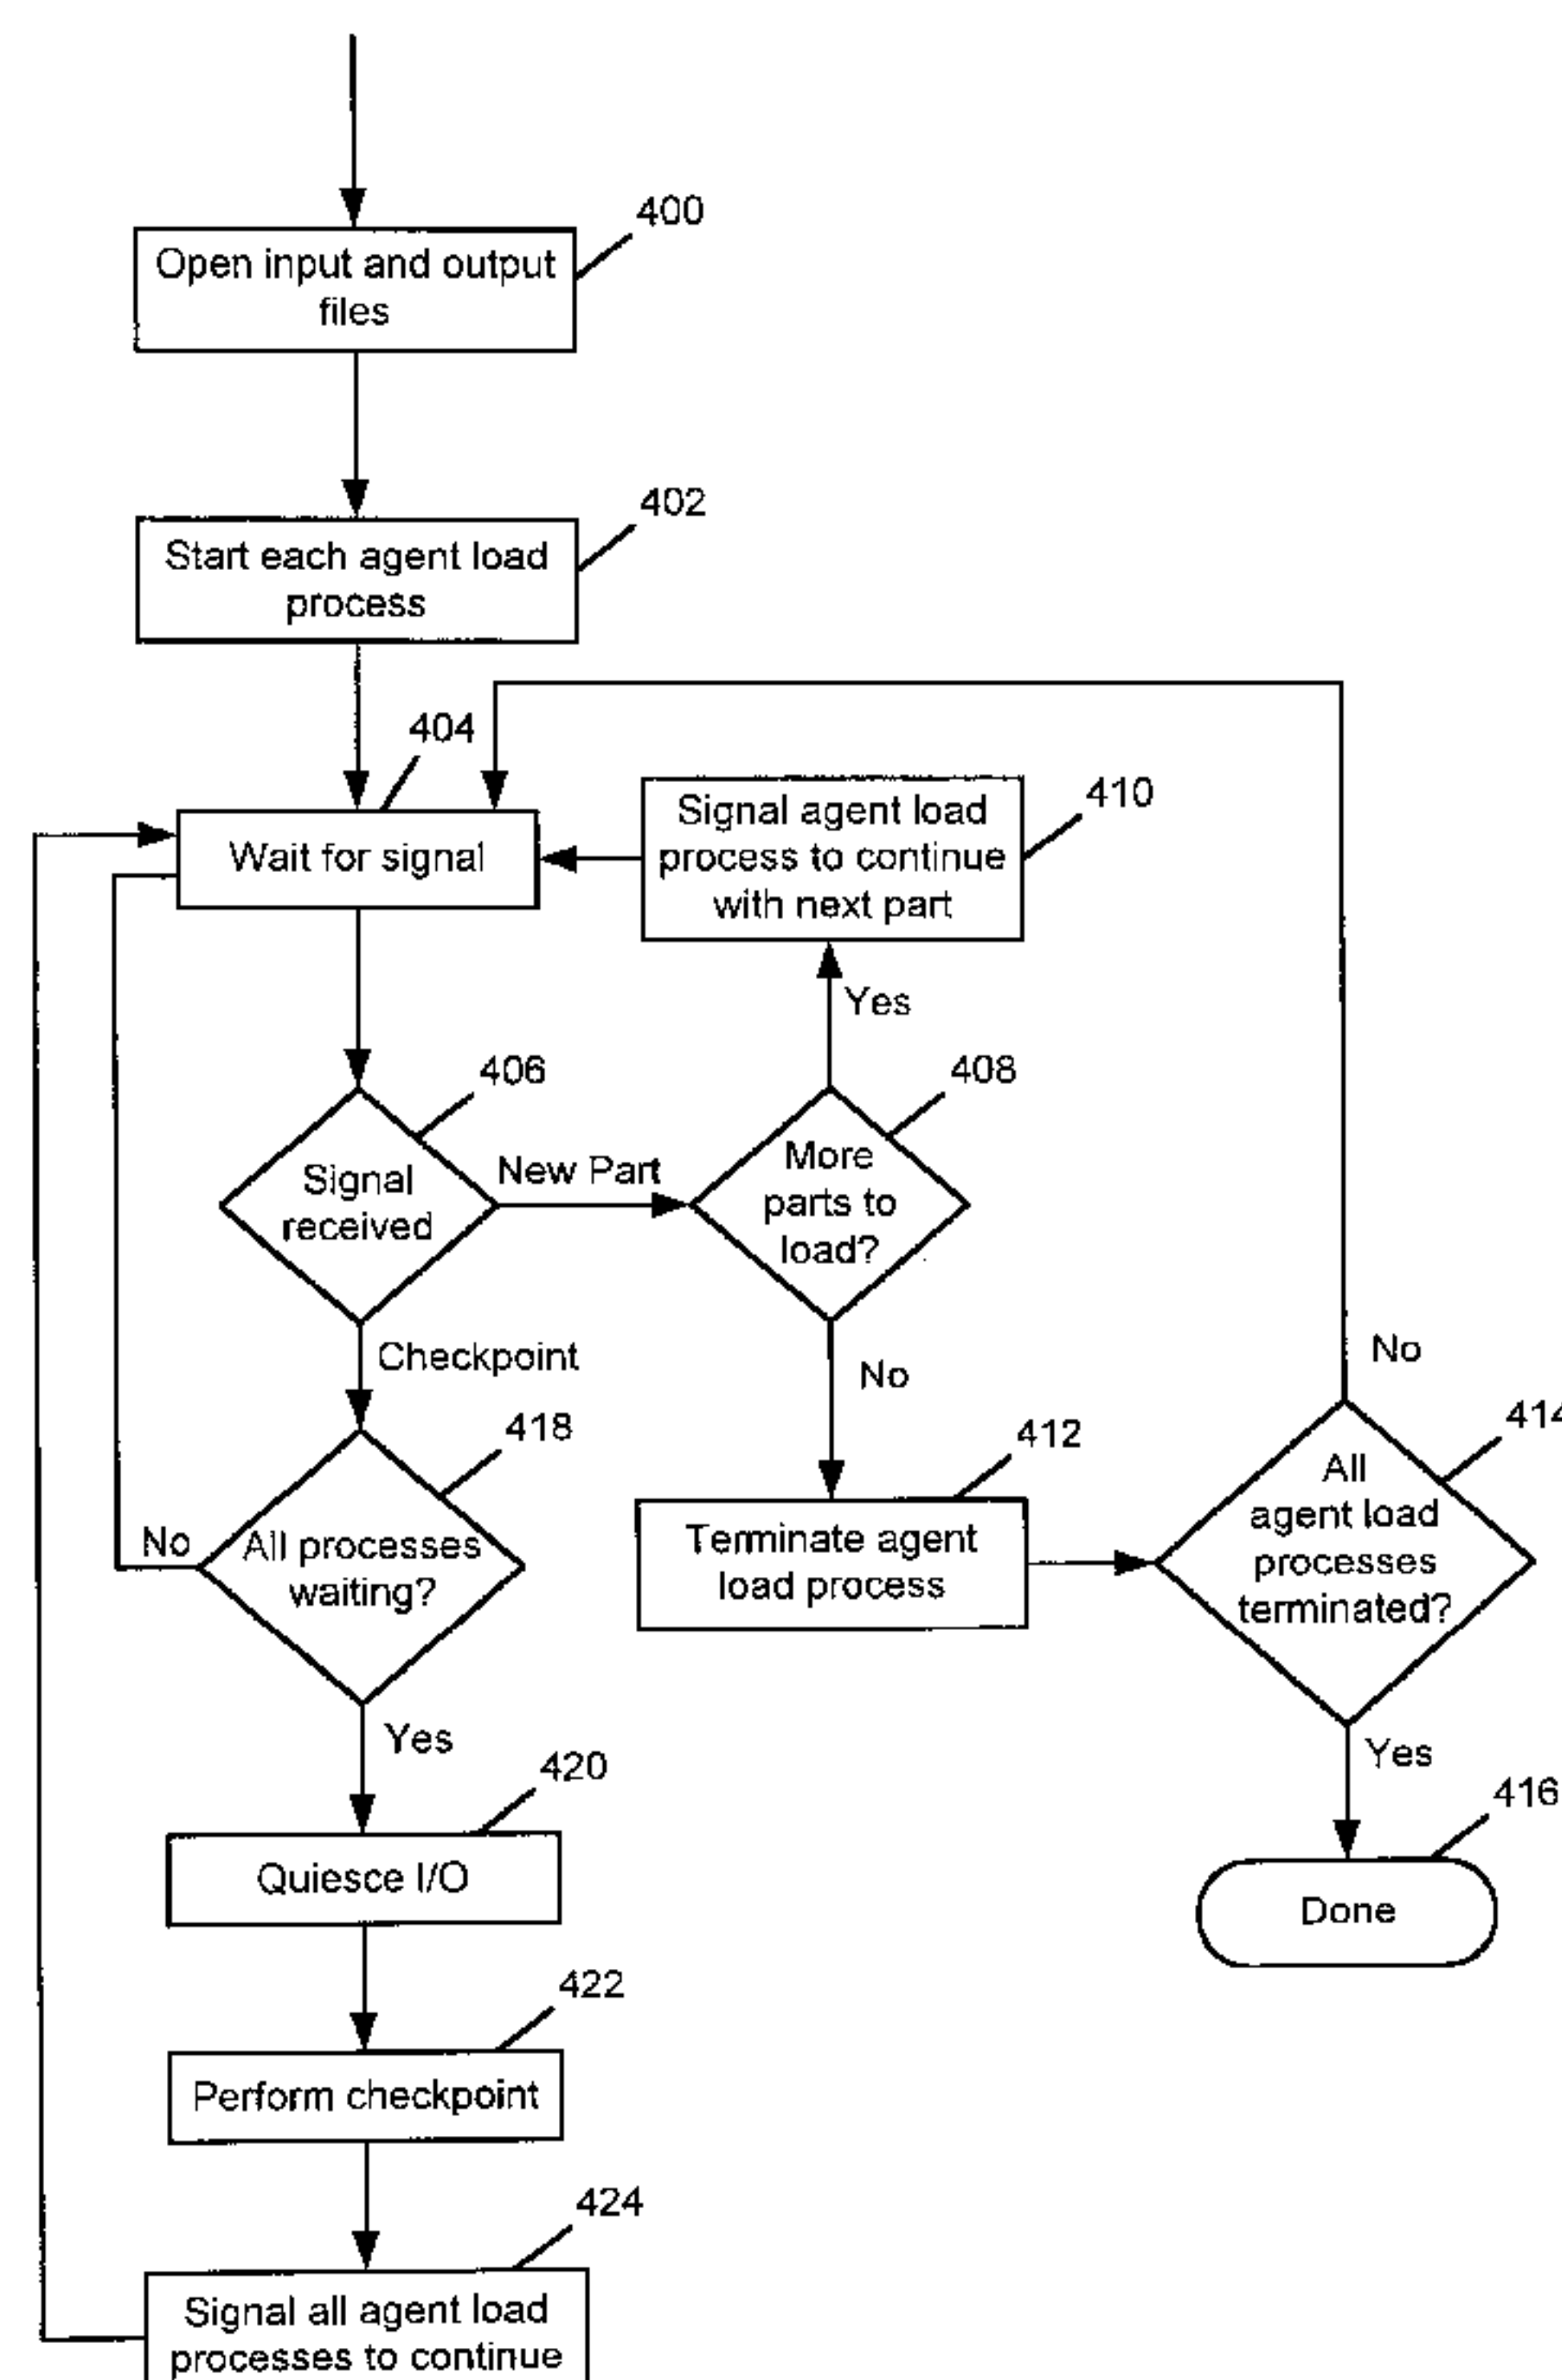 400
Open input and output
files
402
Start each agent load
process
404
Wait for signal
410
Signal agent load
process to continue
with next part
Yes
406
Signal
received
New Part
408
More
parts to
load?
Checkpoint
No
No
418
All processes
waiting?
No
412
Terminate agent
load process
414
All
agent load
processes
terminated?
Yes
Yes
420
Quiesce I/O
416
Done
422
Perform checkpoint
424
Signal all agent load
processes to continue